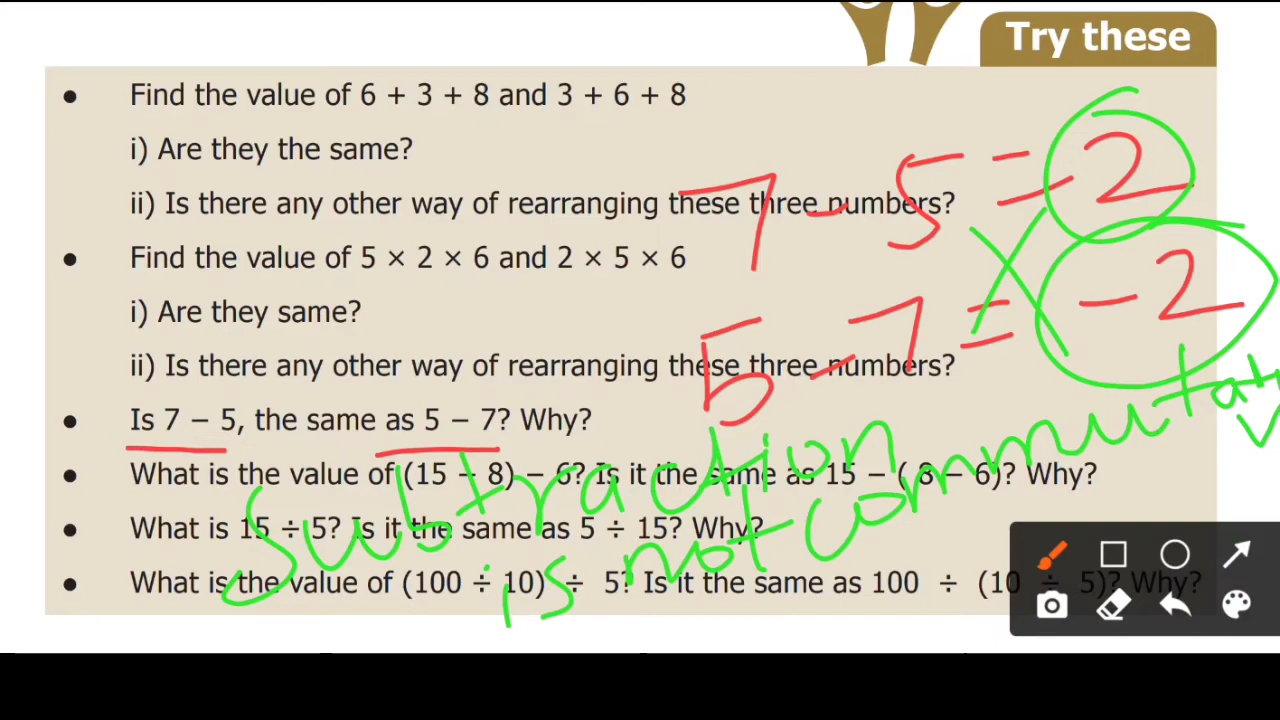 Try these
• Find the value of 6 + 3 + 8 and 3 + 6 + 8
i) Are they the same?
ii) Is there any other way of rearranging these three numbers?
• Find the value of 5 × 2 × 6 and 2 × 5 × 6
i) Are they same?
ii) Is there any other way of rearranging these three numbers?
• Is 7 − 5, the same as 5 − 7? Why?
• What is the value of (15 − 8) − 6? Is it the same as 15 − ( 8 − 6)? Why?
• What is 15 ÷ 5? Is it the same as 5 ÷ 15? Why?
• What is the value of (100 ÷ 10) ÷ 5? Is it the same as 100 ÷ (10 ÷ 5)? Why?
7 - 5 = 2
5 - 7 = -2
Subtraction
is not